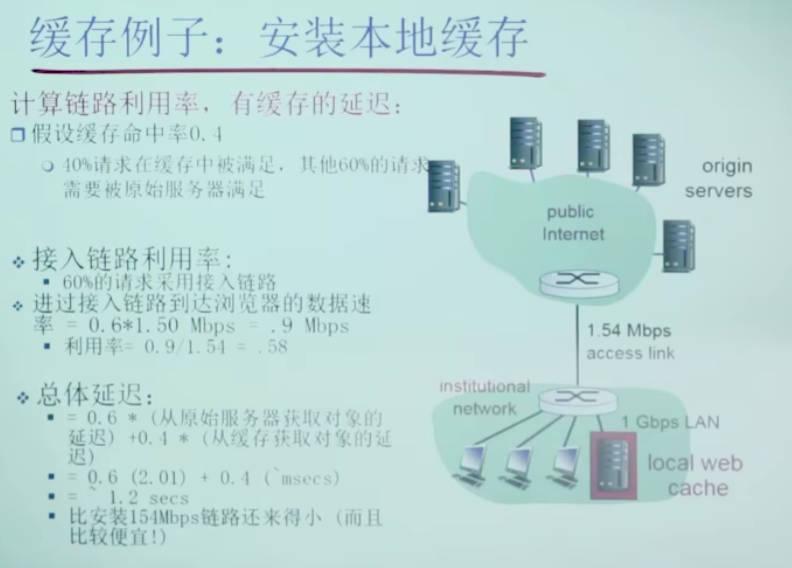 缓存例子：安装本地缓存
计算链路利用率，有缓存的延迟：
假设缓存命中率0.4
40%请求在缓存中被满足，其他60%的请求
需要被原始服务器满足
接入链路利用率：
60%的请求采用接入链路
进过接入链路到达浏览器的数据速
率 = 0.6*1.50 Mbps = .9 Mbps
利用率= 0.9/1.54 = .58
总体延迟：
= 0.6 * (从原始服务器获取对象的
延迟) +0.4 * (从缓存获取对象的延
迟)
= 0.6 (2.01) + 0.4 (`msecs)
= ` 1.2 secs
比安装154Mbps链路还来得小 (而且
比较便宜!)
origin
servers
public
Internet
1.54 Mbps
access link
institutional
network
1 Gbps LAN
local web
cache